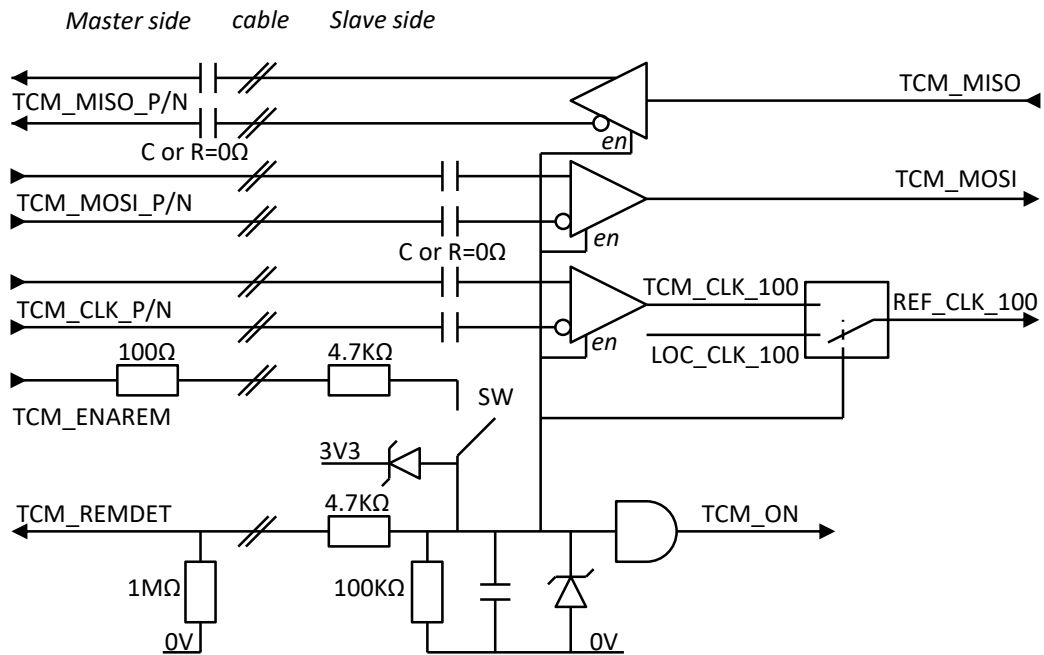 Master side cable Slave side
TCM_MISO_P/N
TCM_MISO
C or R=0Ω
en
TCM_MOSI_P/N
TCM_MOSI
en
C or R=0Ω
TCM_CLK_P/N
TCM_CLK_100
REF_CLK_100
en
LOC_CLK_100
100Ω
4.7KΩ
TCM_ENAREM
SW
3V3
TCM_REMDET
4.7KΩ
TCM_ON
1MΩ
100KΩ
0V
0V